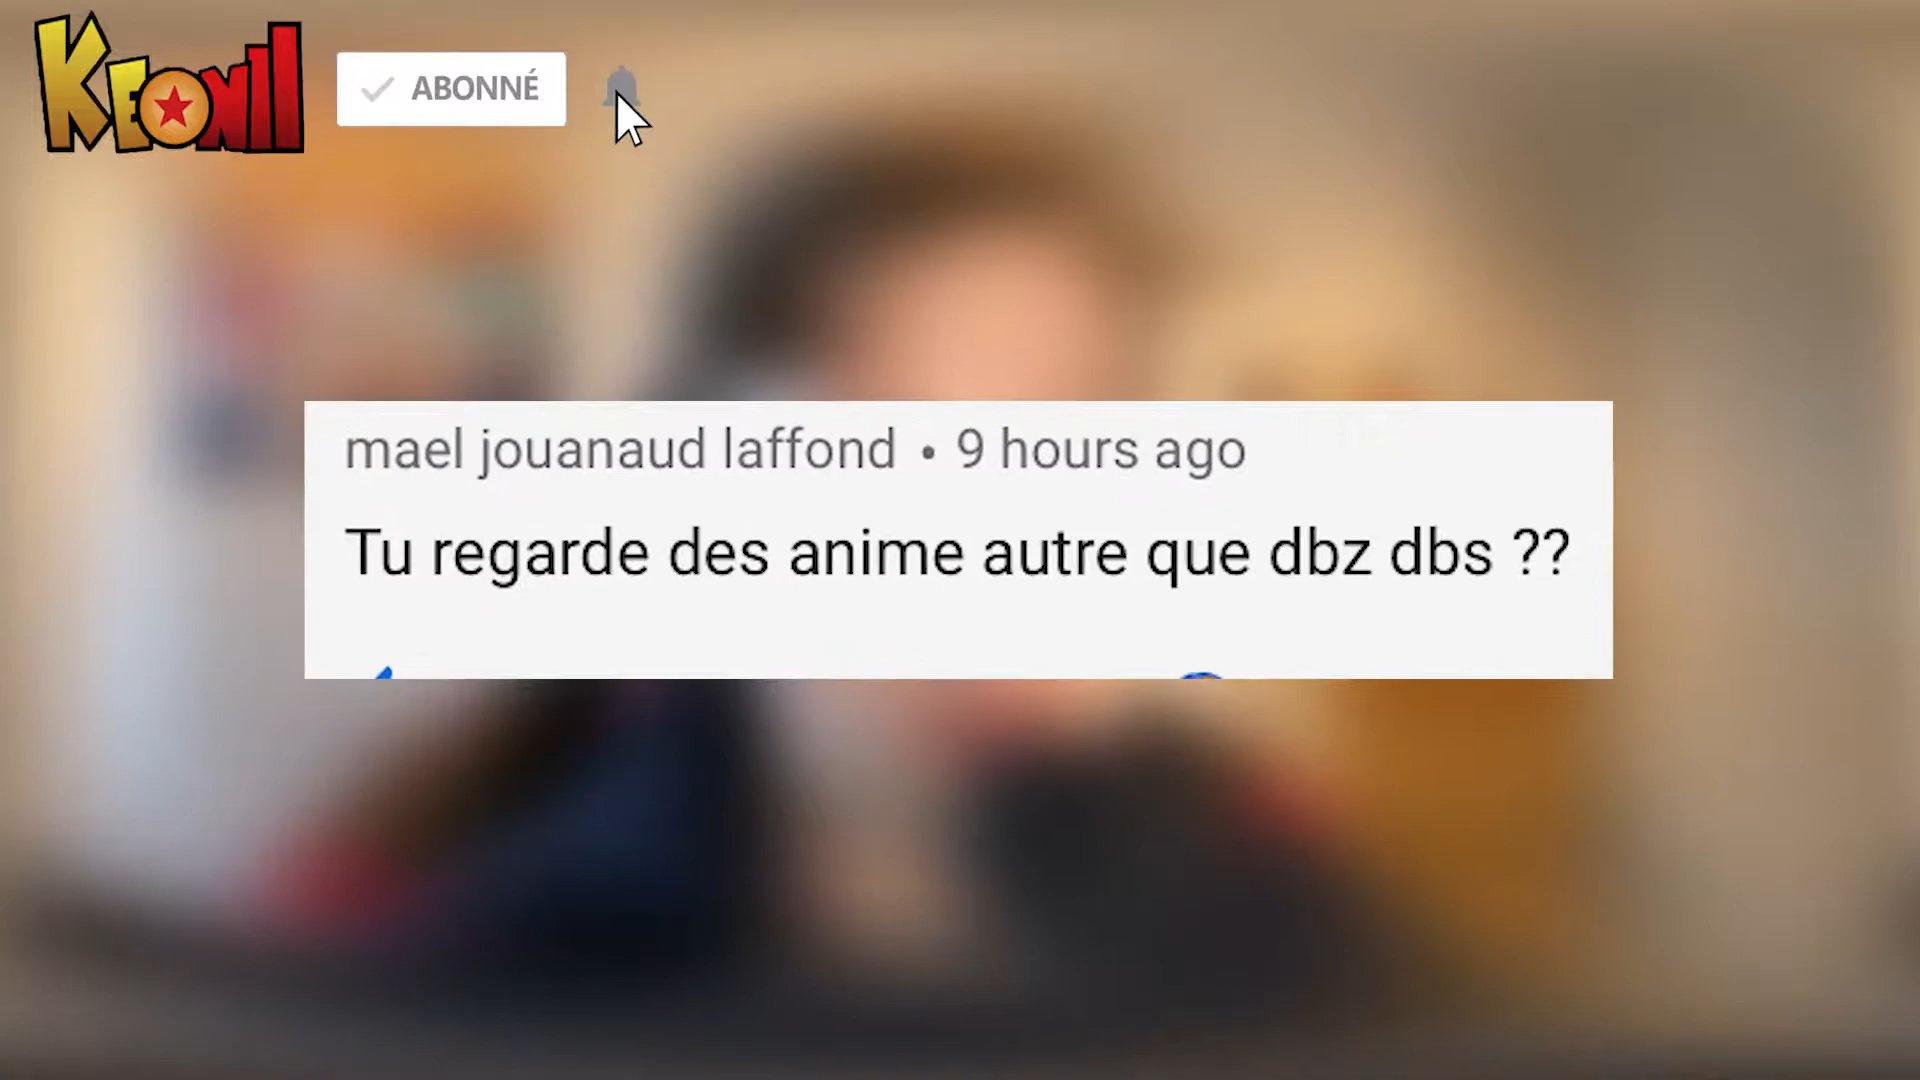 KEONII
ABONNÉ
mael jouanaud laffond • 9 hours ago
Tu regarde des anime autre que dbz dbs ??